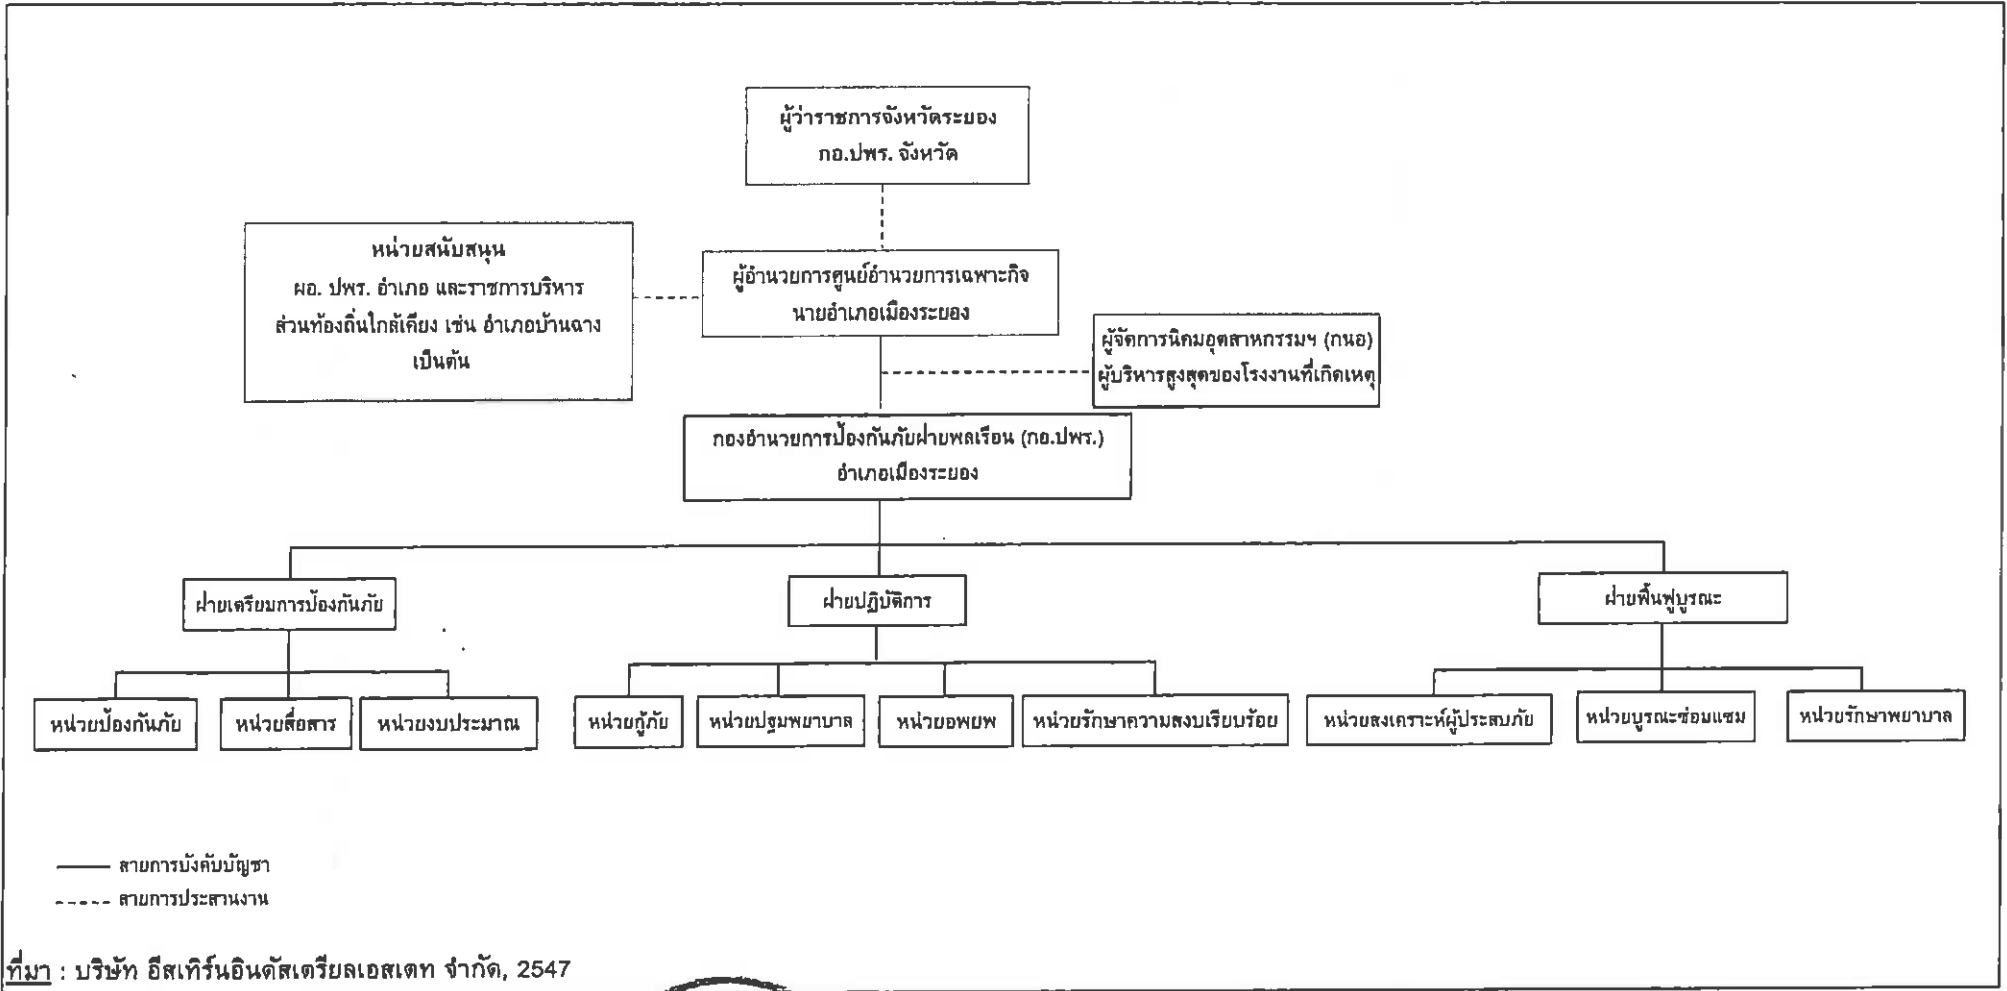 ผู้ว่าราชการจังหวัดระยอง
กอ.ปพร. จังหวัด
หน่วยสนับสนุน
ผอ. ปพร. อำเภอ และราชการบริหาร
ส่วนท้องถิ่นใกล้เคียง เช่น อำเภอบ้านฉาง
เป็นต้น
ผู้อำนวยการศูนย์อำนวยการเฉพาะกิจ
นายอำเภอเมืองระยอง
ผู้จัดการนิคมอุตสาหกรรมฯ (กนอ)
ผู้บริหารสูงสุดของโรงงานที่เกิดเหตุ
กองอำนวยการป้องกันภัยฝ่ายพลเรือน (กอ.ปพร.)
อำเภอเมืองระยอง
ฝ่ายเตรียมการป้องกันภัย
ฝ่ายปฏิบัติการ
ฝ่ายฟื้นฟูบูรณะ
หน่วยป้องกันภัย
หน่วยสื่อสาร
หน่วยงบประมาณ
หน่วยกู้ภัย
หน่วยปฐมพยาบาล
หน่วยอพยพ
หน่วยรักษาความสงบเรียบร้อย
หน่วยสงเคราะห์ผู้ประสบภัย
หน่วยบูรณะซ่อมแซม
หน่วยรักษาพยาบาล
สายการบังคับบัญชา
สายการประสานงาน
ที่มา : บริษัท อีสเทิร์นอินดัสเตรียลเอสเตท จำกัด, 2547